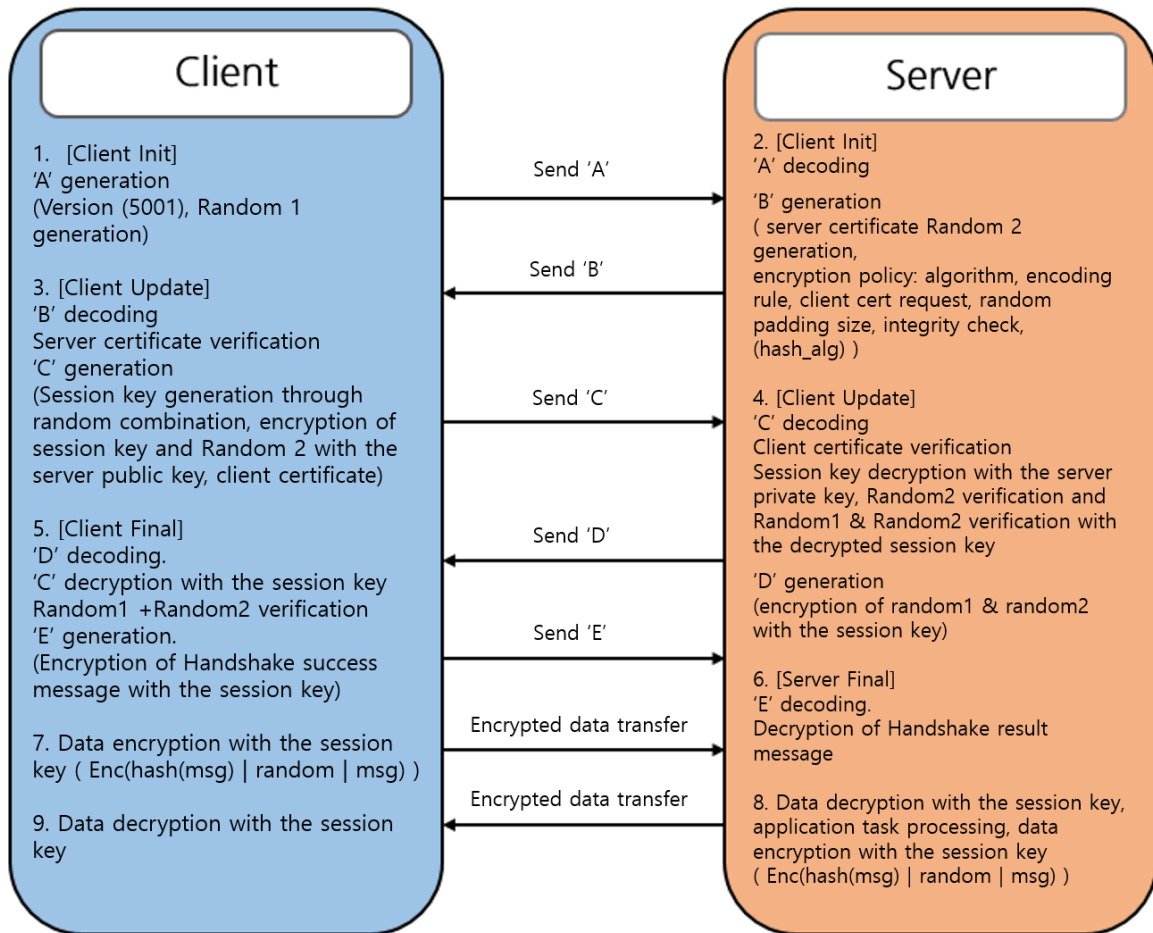 Client
1. [Client Init]
‘A’ generation
(Version (5001), Random 1
generation)
3. [Client Update]
‘B’ decoding
Server certificate verification
‘C’ generation
(Session key generation through
random combination, encryption of
session key and Random 2 with the
server public key, client certificate)
5. [Client Final]
‘D’ decoding.
‘C’ decryption with the session key
Random1 +Random2 verification
‘E’ generation.
(Encryption of Handshake success
message with the session key)
7. Data encryption with the session
key ( Enc(hash(msg) | random | msg) )
9. Data decryption with the session
key
Send ‘A’
Send ‘B’
Send ‘C’
Send ‘D’
Send ‘E’
Encrypted data transfer
Encrypted data transfer
Server
2. [Client Init]
‘A’ decoding
‘B’ generation
( server certificate Random 2
generation,
encryption policy: algorithm, encoding
rule, client cert request, random
padding size, integrity check,
(hash_alg) )
4. [Client Update]
‘C’ decoding
Client certificate verification
Session key decryption with the server
private key, Random2 verification and
Random1 & Random2 verification with
the decrypted session key
‘D’ generation
(encryption of random1 & random2
with the session key)
6. [Server Final]
‘E’ decoding.
Decryption of Handshake result
message
8. Data decryption with the session key,
application task processing, data
encryption with the session key
( Enc(hash(msg) | random | msg) )